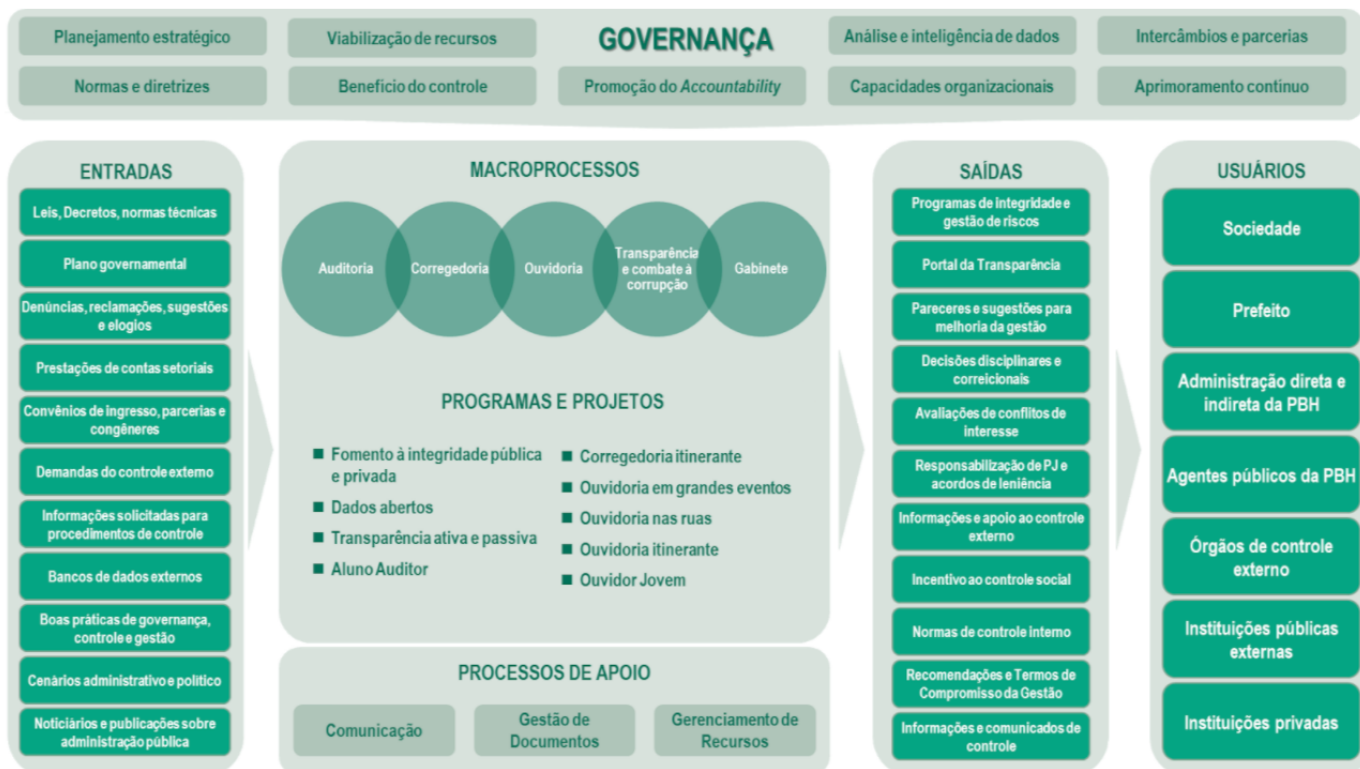 GOVERNANÇA
Planejamento estratégico
Viabilização de recursos
Análise e inteligência de dados
Intercâmbios e parcerias
Normas e diretrizes
Benefício do controle
Promoção do Accountability
Capacidades organizacionais
Aprimoramento contínuo
ENTRADAS
Leis, Decretos, normas técnicas
Plano governamental
Denúncias, reclamações, sugestões
e elogios
Prestações de contas setoriais
Convênios de ingresso, parcerias e
congêneres
Demandas do controle externo
Informações solicitadas para
procedimentos de controle
Bancos de dados externos
Boas práticas de governança,
controle e gestão
Cenários administrativo e político
Noticiários e publicações sobre
administração pública
MACROPROCESSOS
Auditoria
Corregedoria
Ouvidoria
Transparência
e combate à
corrupção
Gabinete
PROGRAMAS E PROJETOS
Fomento à integridade pública
e privada
Dados abertos
Transparência ativa e passiva
Aluno Auditor
Corregedoria itinerante
Ouvidoria em grandes eventos
Ouvidoria nas ruas
Ouvidoria itinerante
Ouvidor Jovem
PROCESSOS DE APOIO
Comunicação
Gestão de
Documentos
Gerenciamento de
Recursos
SAÍDAS
Programas de integridade e
gestão de riscos
Portal da Transparência
Pareceres e sugestões para
melhoria da gestão
Decisões disciplinares e
correicionais
Avaliações de conflitos de
interesse
Responsabilização de PJ e
acordos de leniência
Informações e apoio ao controle
externo
Incentivo ao controle social
Normas de controle interno
Recomendações e Termos de
Compromisso da Gestão
Informações e comunicados de
controle
USUÁRIOS
Sociedade
Prefeito
Administração direta e
indireta da PBH
Agentes públicos da PBH
Órgãos de controle
externo
Instituições públicas
externas
Instituições privadas